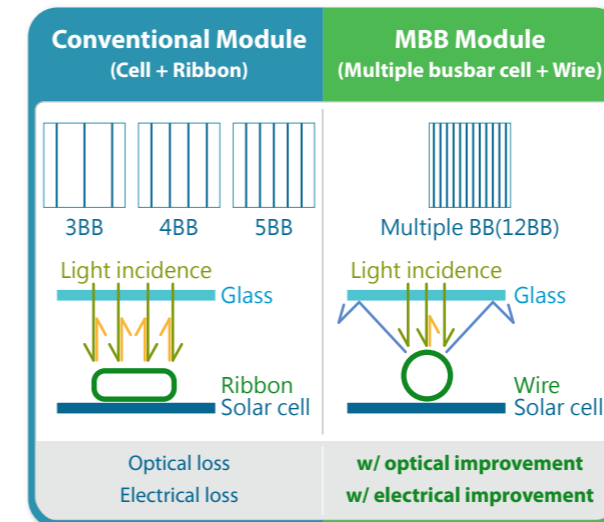 Conventional Module
(Cell + Ribbon)
MBB Module
(Multiple busbar cell + Wire)
3BB
4BB
5BB
Multiple BB(12BB)
Light incidence
Glass
Ribbon
Solar cell
Light incidence
Glass
Wire
Solar cell
Optical loss
Electrical loss
w/ optical improvement
w/ electrical improvement